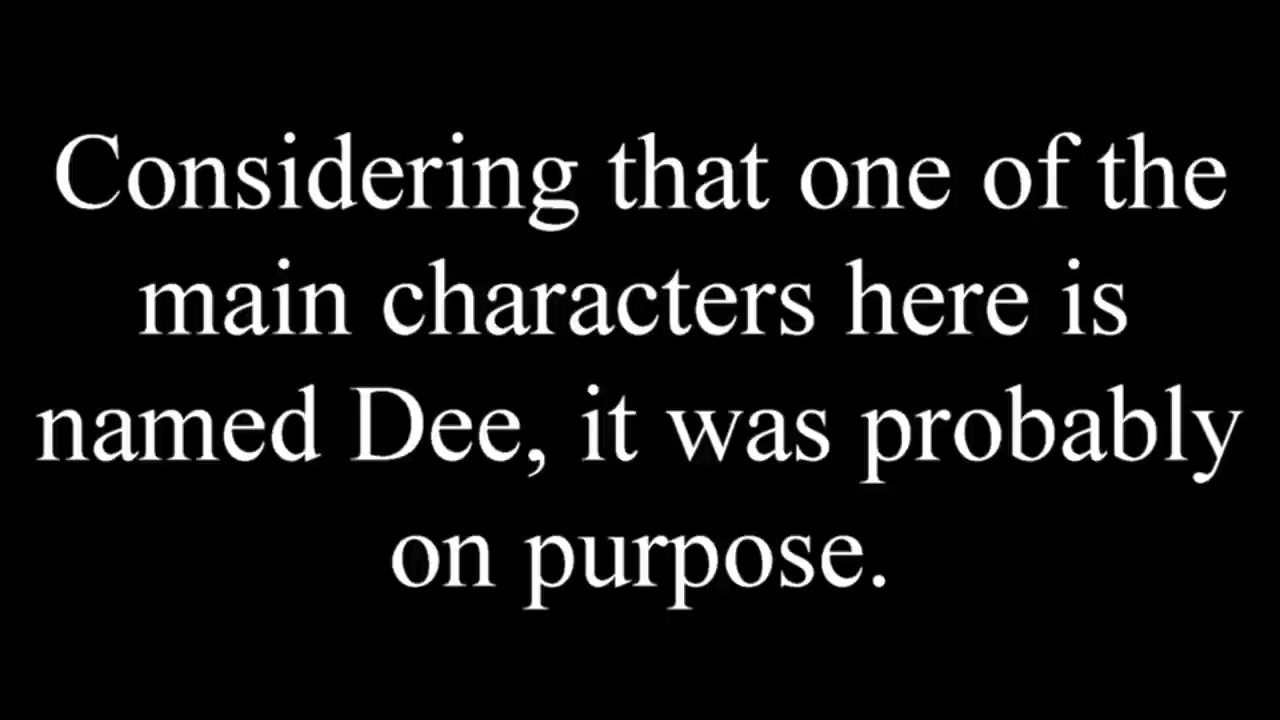 Considering that one of the
main characters here is
named Dee, it was probably
on purpose.